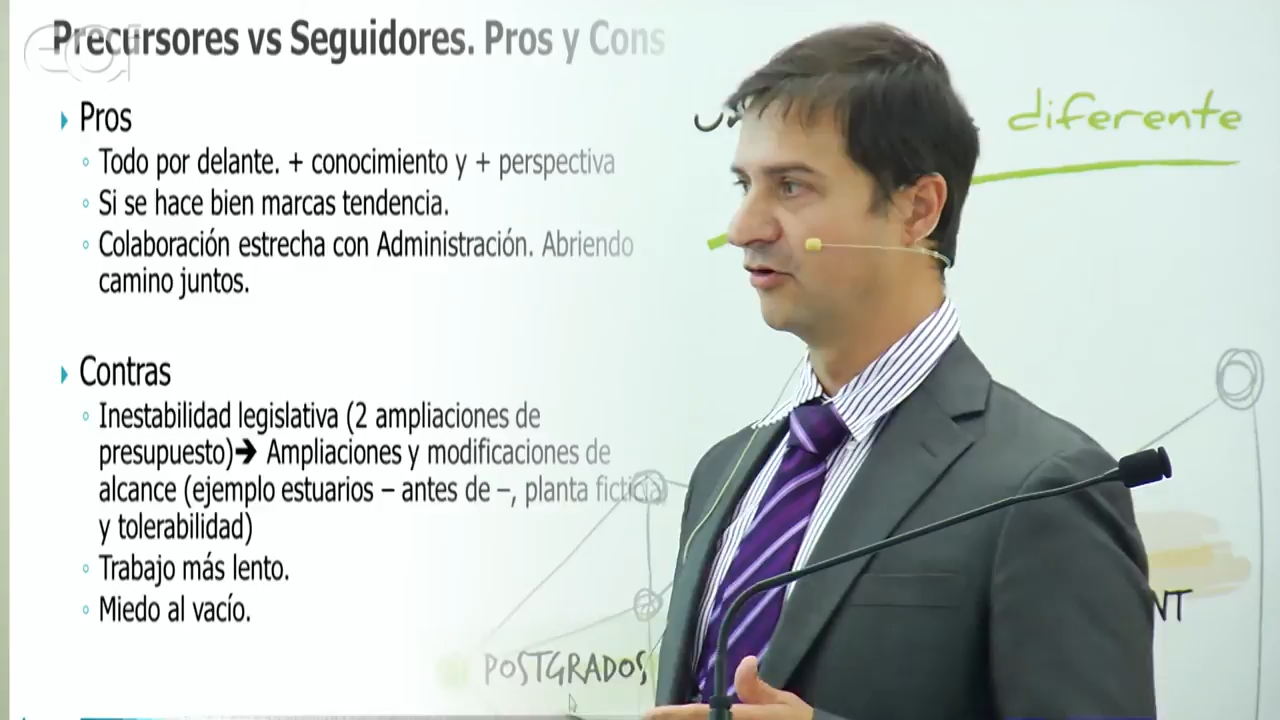 Precursores vs Seguidores. Pros y Cons
eoi
Pros
Todo por delante. + conocimiento y + perspectiva
Si se hace bien marcas tendencia.
Colaboración estrecha con Administración. Abriendo
camino juntos.
Contras
Inestabilidad legislativa (2 ampliaciones de
presupuesto)➔ Ampliaciones y modificaciones de
alcance (ejemplo estuarios – antes de –, planta ficticia
y tolerabilidad)
Trabajo más lento.
Miedo al vacío.
diferente
POSTGRADOS